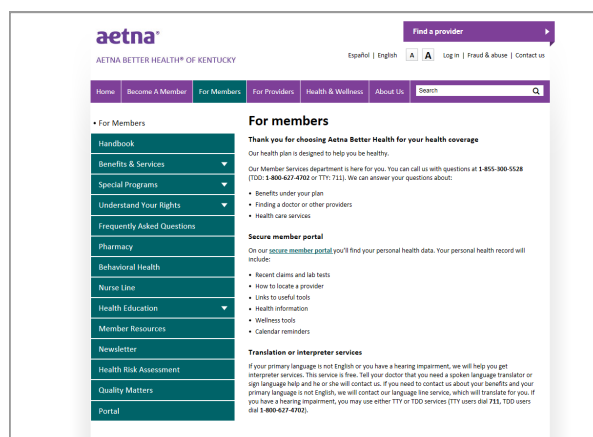 Find a provider
aetna®
AETNA BETTER HEALTH® OF KENTUCKY
Español | English A A Log in | Fraud & abuse | Contact us
Home Become A Member For Members For Providers Health & Wellness About Us Search
• For Members
Handbook
Benefits & Services
Special Programs
Understand Your Rights
Frequently Asked Questions
Pharmacy
Behavioral Health
Nurse Line
Health Education
Member Resources
Newsletter
Health Risk Assessment
Quality Matters
Portal
For members
Thank you for choosing Aetna Better Health for your health coverage
Our health plan is designed to help you be healthy.
Our Member Services department is here for you. You can call us with questions at 1-855-300-5528
(TDD: 1-800-627-4702 or TTY: 711). We can answer your questions about:
• Benefits under your plan
• Finding a doctor or other providers
• Health care services
Secure member portal
On our secure member portal you'll find your personal health data. Your personal health record will
include:
• Recent claims and lab tests
• How to locate a provider
• Links to useful tools
• Health information
• Wellness tools
• Calendar reminders
Translation or interpreter services
If your primary language is not English or you have a hearing impairment, we will help you get
interpreter services. This service is free. Tell your doctor that you need a spoken language translator or
sign language help and he or she will contact us. If you need to contact us about your benefits and your
primary language is not English, we will contact our language line service, which will translate for you. If
you have a hearing impairment, you may use either TTY or TDD services (TTY users dial 711, TDD users
dial 1-800-627-4702).